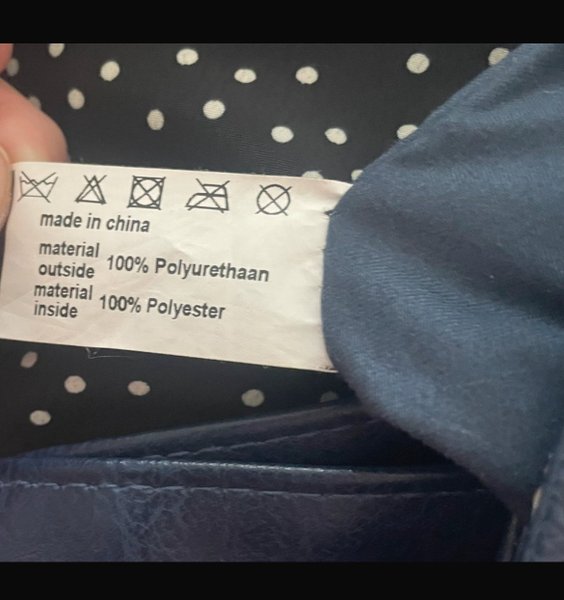 made in china
material
outside 100% Polyurethaan
material
inside 100% Polyester